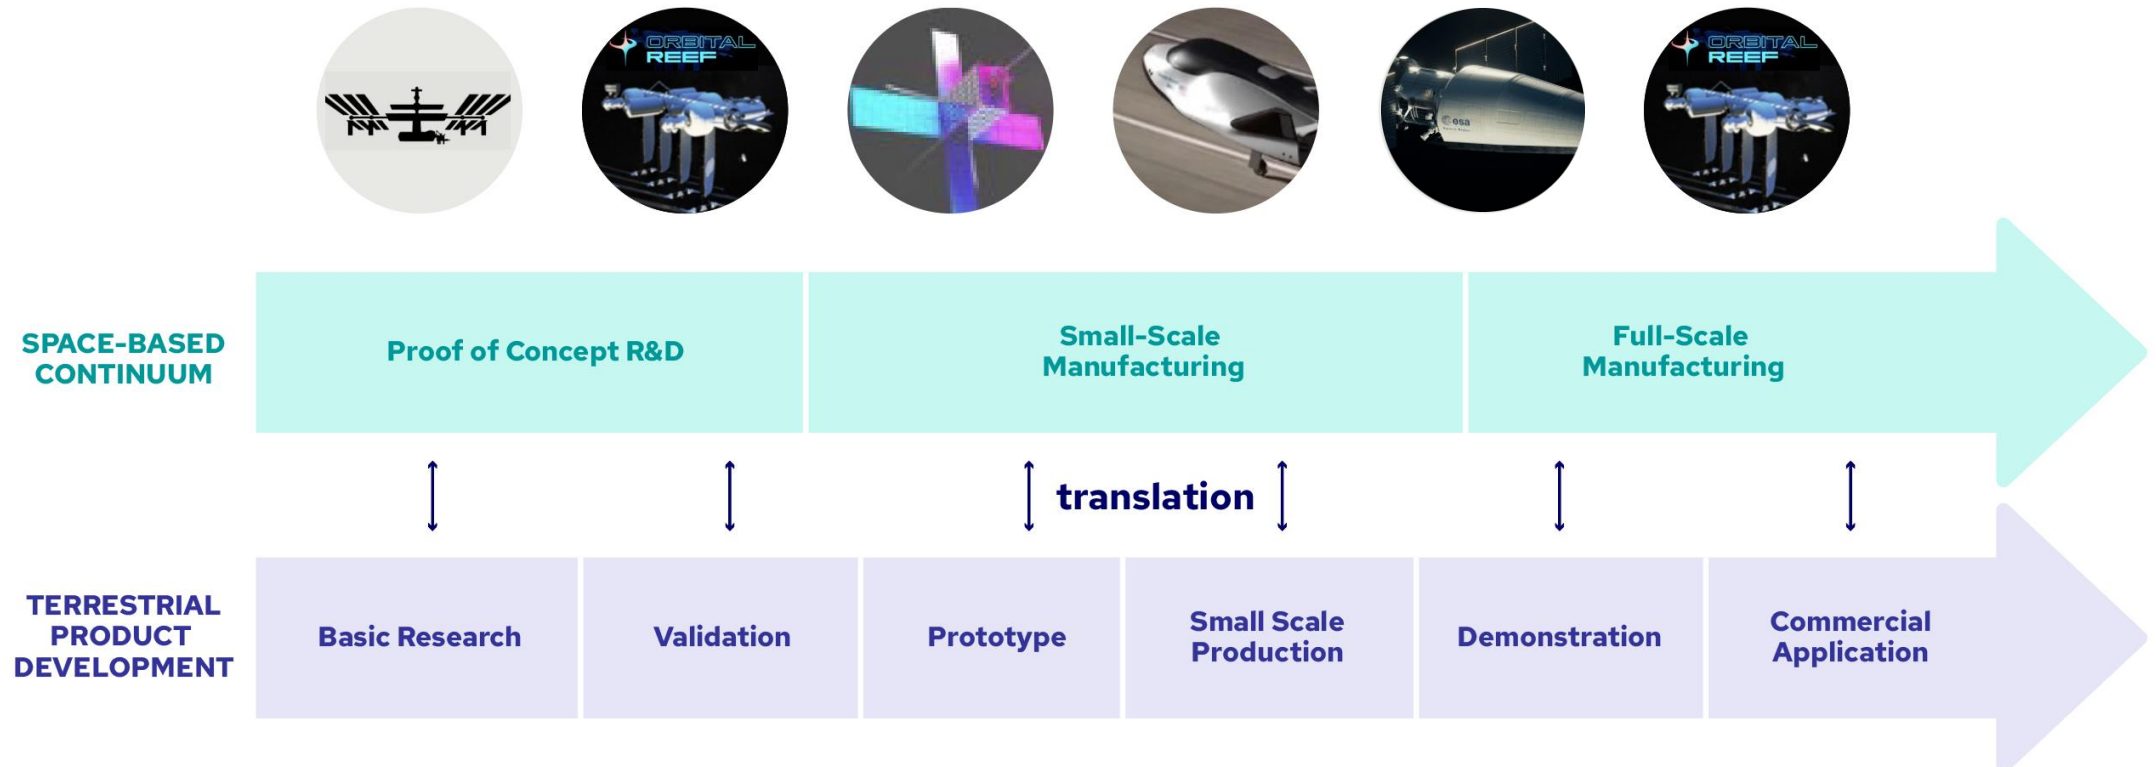 ORBITAL
REEF
esa
ORBITAL
REEF
SPACE-BASED
CONTINUUM
Proof of Concept R&D
Small-Scale
Manufacturing
Full-Scale
Manufacturing
translation
TERRESTRIAL
PRODUCT
DEVELOPMENT
Basic Research
Validation
Prototype
Small Scale
Production
Demonstration
Commercial
Application